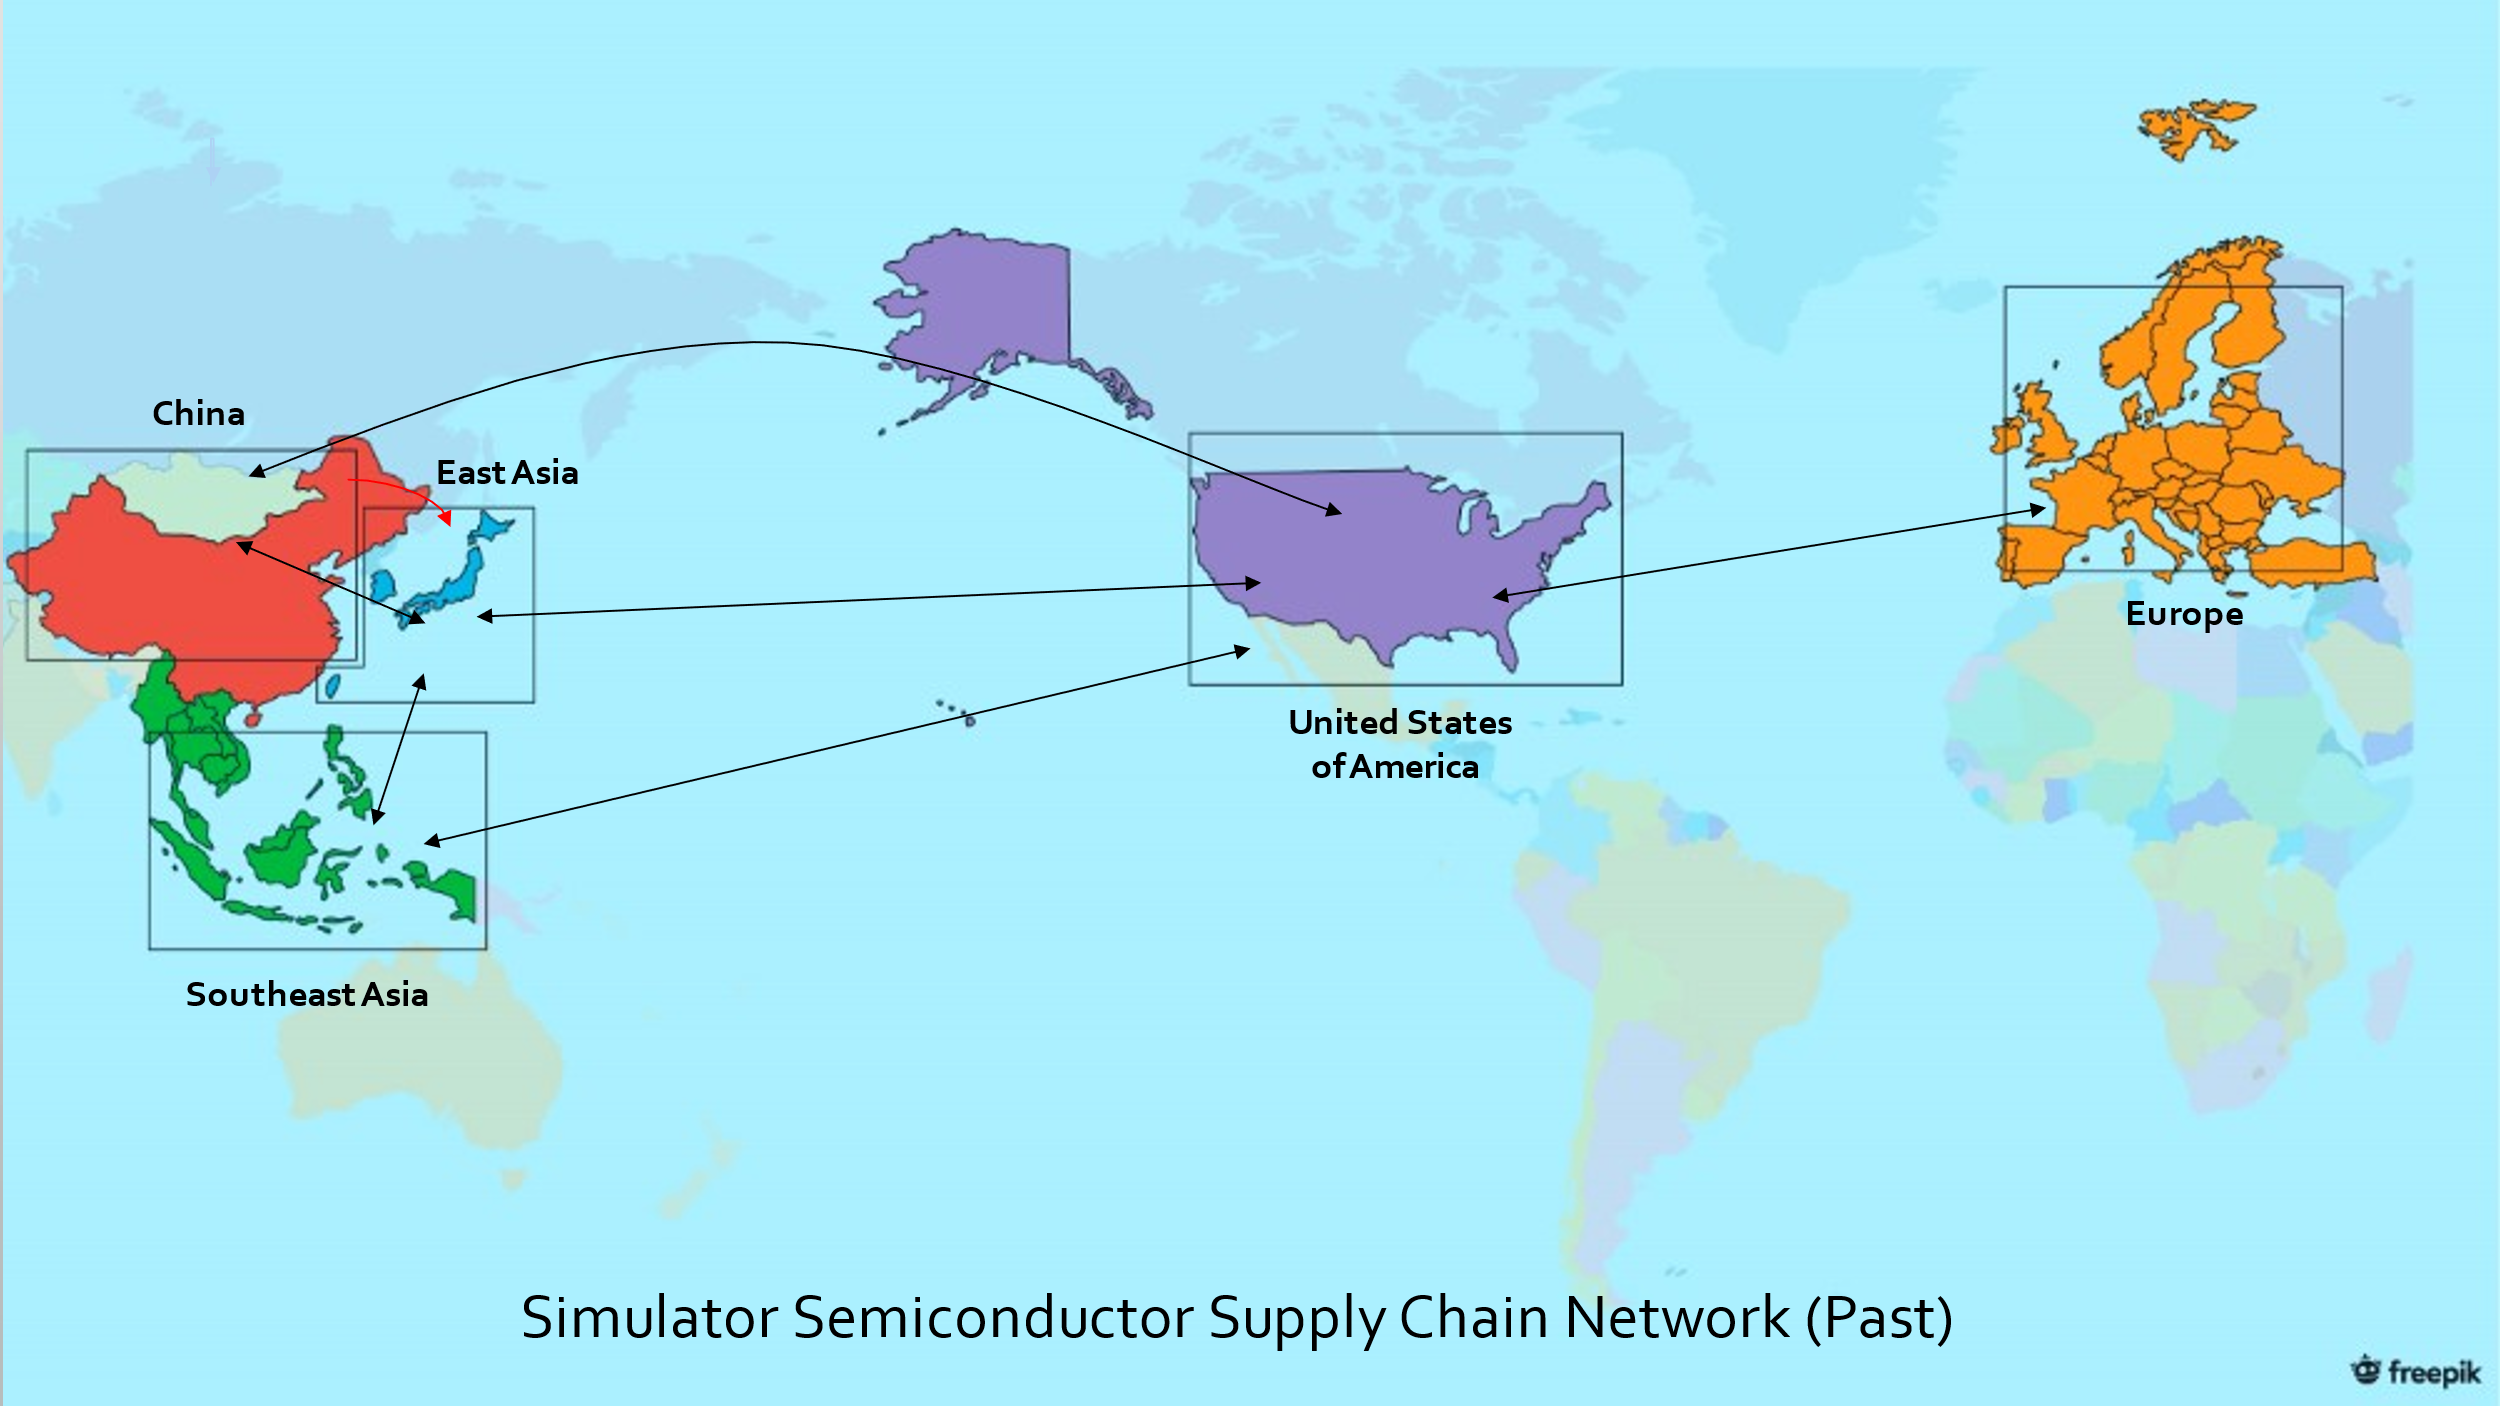 China
East Asia
Europe
United States
of America
Southeast Asia
Simulator Semiconductor Supply Chain Network (Past)
freepik